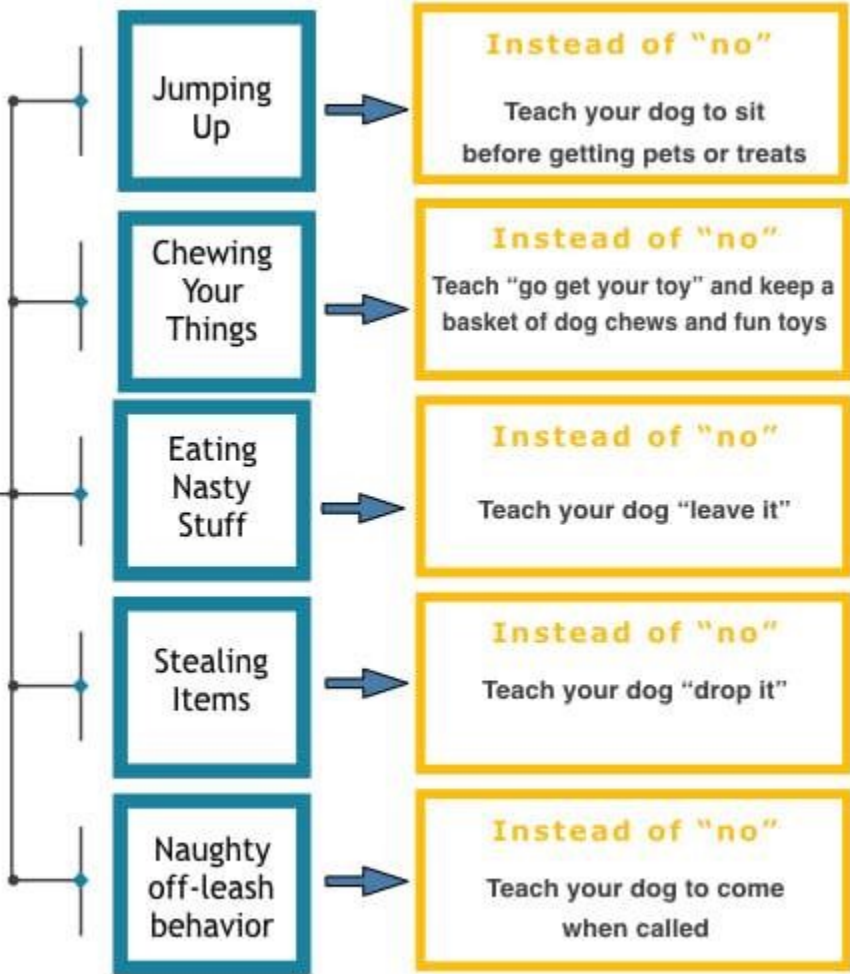 Jumping
Up
Instead of “no”
Teach your dog to sit
before getting pets or treats
Chewing
Your
Things
Instead of “no”
Teach “go get your toy” and keep a
basket of dog chews and fun toys
Eating
Nasty
Stuff
Instead of “no”
Teach your dog “leave it”
Stealing
Items
Instead of “no”
Teach your dog “drop it”
Naughty
off-leash
behavior
Instead of “no”
Teach your dog to come
when called